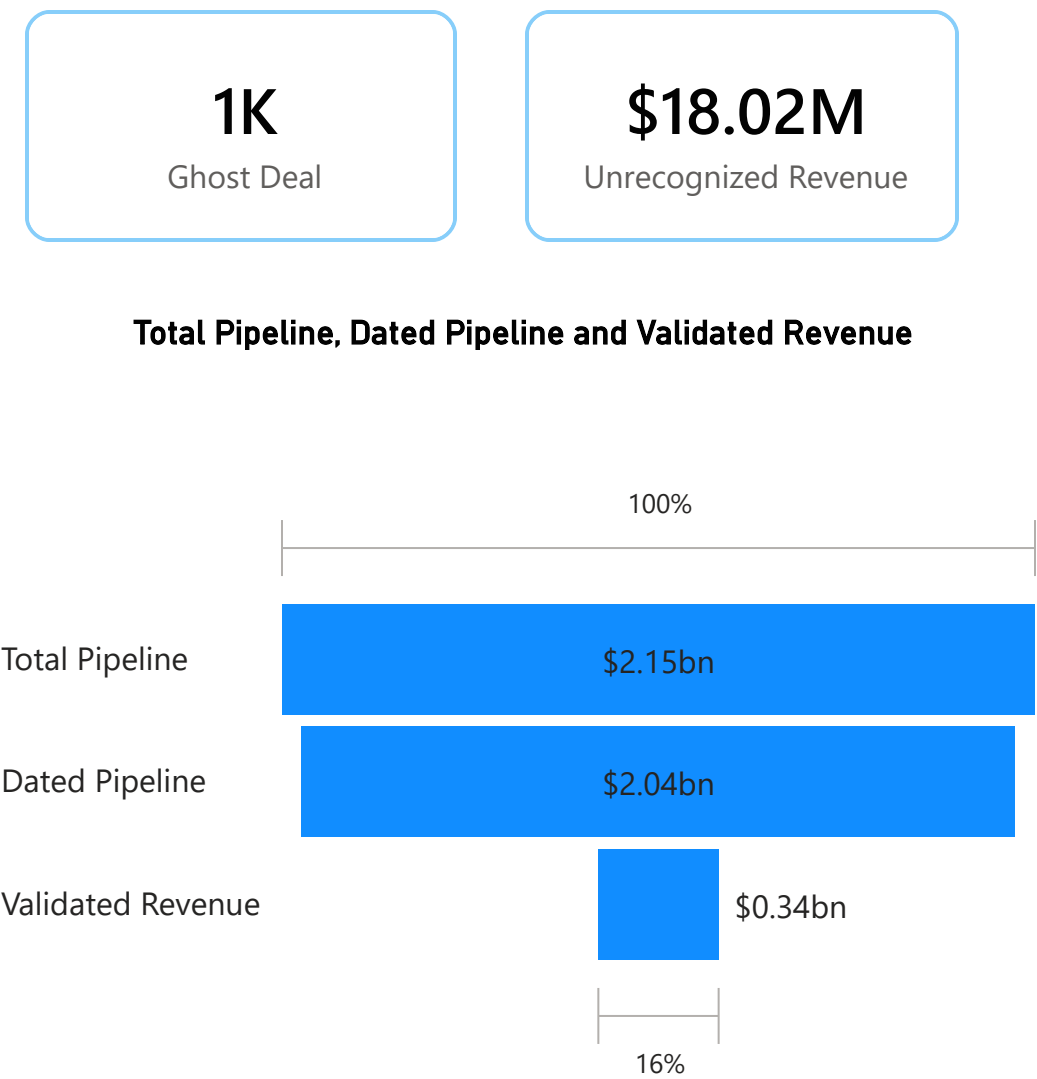 1K
Ghost Deal
$18.02M
Unrecognized Revenue
Total Pipeline, Dated Pipeline and Validated Revenue
100%
Total Pipeline
$2.15bn
Dated Pipeline
$2.04bn
Validated Revenue
$0.34bn
16%